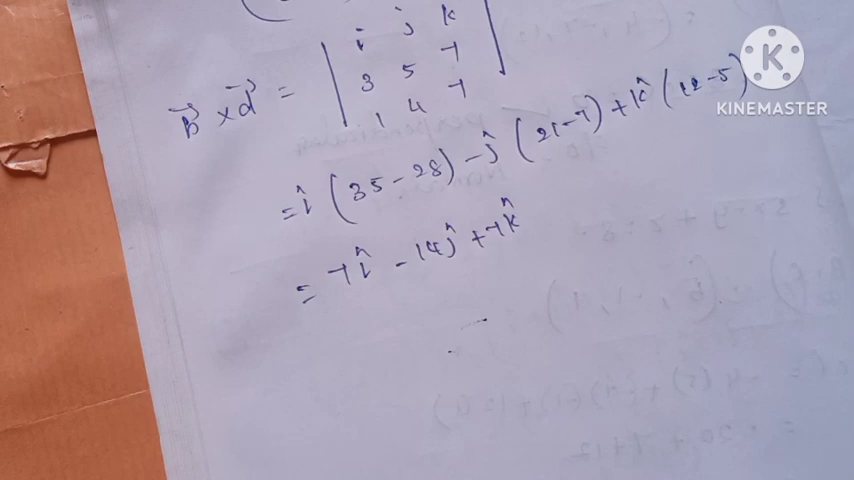 î ĵ k̂
b⃗ × d⃗ = | 3 5 7 |
1 4 7
= î (35 - 28) - ĵ (21 - 7) + k̂ (12 - 5)
= 7î - 14ĵ + 7k̂
K
KINEMASTER